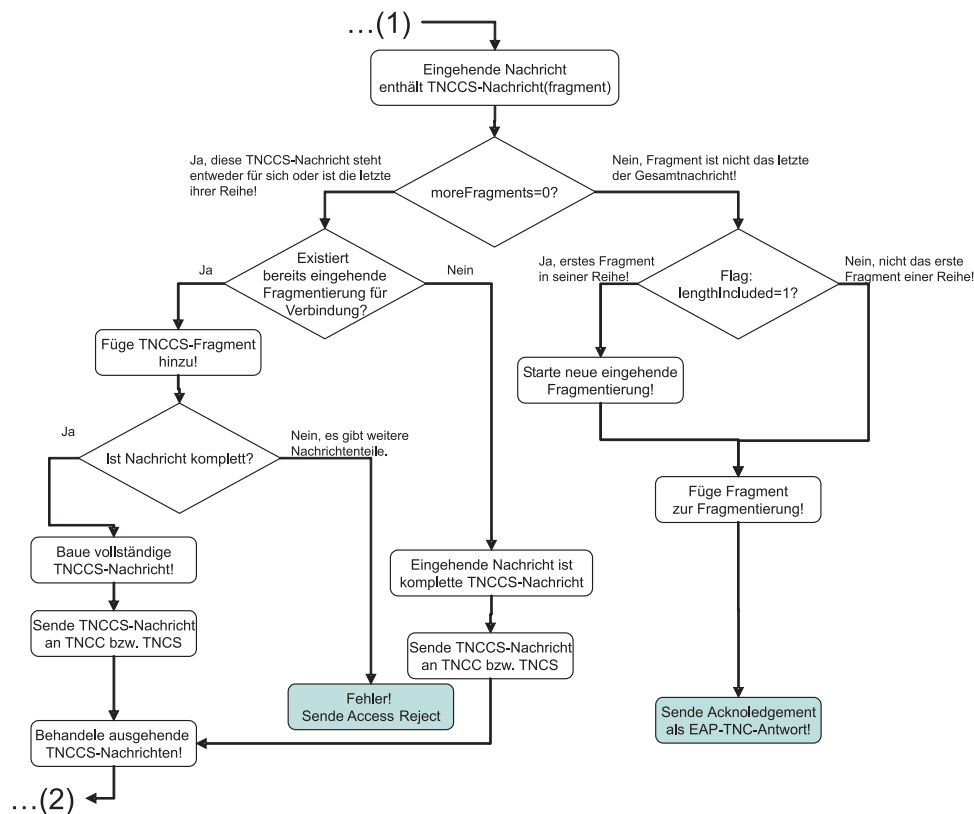 ...(1)
Eingehende Nachricht
enthält TNCCS-Nachricht(fragment)
Ja, diese TNCCS-Nachricht steht
entweder für sich oder ist die letzte
ihrer Reihe!
Nein, Fragment ist nicht das letzte
der Gesamtnachricht!
moreFragments=0?
Ja
Existiert
bereits eingehende
Fragmentierung für
Verbindung?
Nein
Ja, erstes Fragment
in seiner Reihe!
Flag:
lengthIncluded=1?
Nein, nicht das erste
Fragment einer Reihe!
Füge TNCCS-Fragment
hinzu!
Starte neue eingehende
Fragmentierung!
Ja
Ist Nachricht komplett?
Nein, es gibt weitere
Nachrichtenteile.
Füge Fragment
zur Fragmentierung!
Baue vollständige
TNCCS-Nachricht!
Eingehende Nachricht ist
komplette TNCCS-Nachricht
Sende TNCCS-Nachricht
an TNCC bzw. TNCS
Sende TNCCS-Nachricht
an TNCC bzw. TNCS
Fehler!
Sende Access Reject
Sende Acknoledgement
als EAP-TNC-Antwort!
Behandele ausgehende
TNCCS-Nachrichten!
...(2)